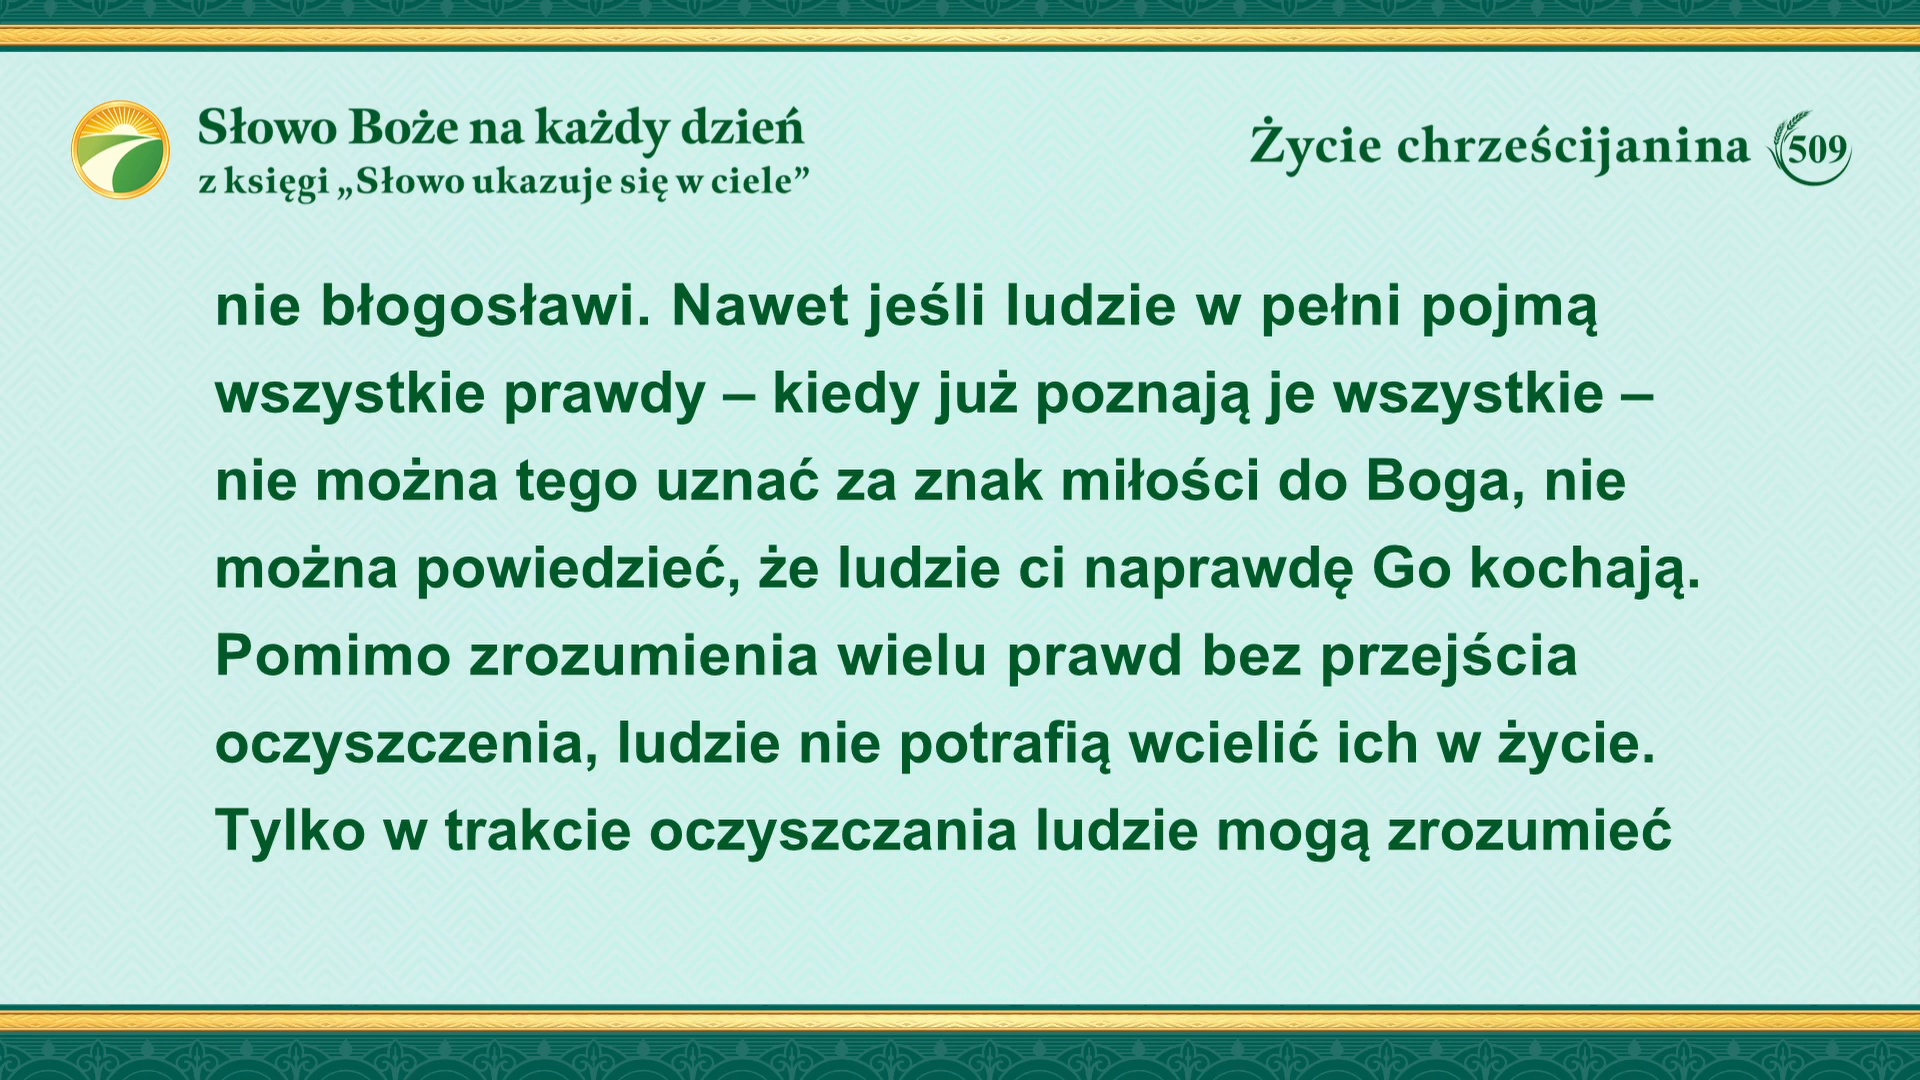 Słowo Boże na każdy dzień
z księgi „Słowo ukazuje się w ciele”
Życie chrześcijanina 509
nie błogosławi. Nawet jeśli ludzie w pełni pojmą
wszystkie prawdy – kiedy już poznają je wszystkie –
nie można tego uznać za znak miłości do Boga, nie
można powiedzieć, że ludzie ci naprawdę Go kochają.
Pomimo zrozumienia wielu prawd bez przejścia
oczyszczenia, ludzie nie potrafią wcielić ich w życie.
Tylko w trakcie oczyszczania ludzie mogą zrozumieć